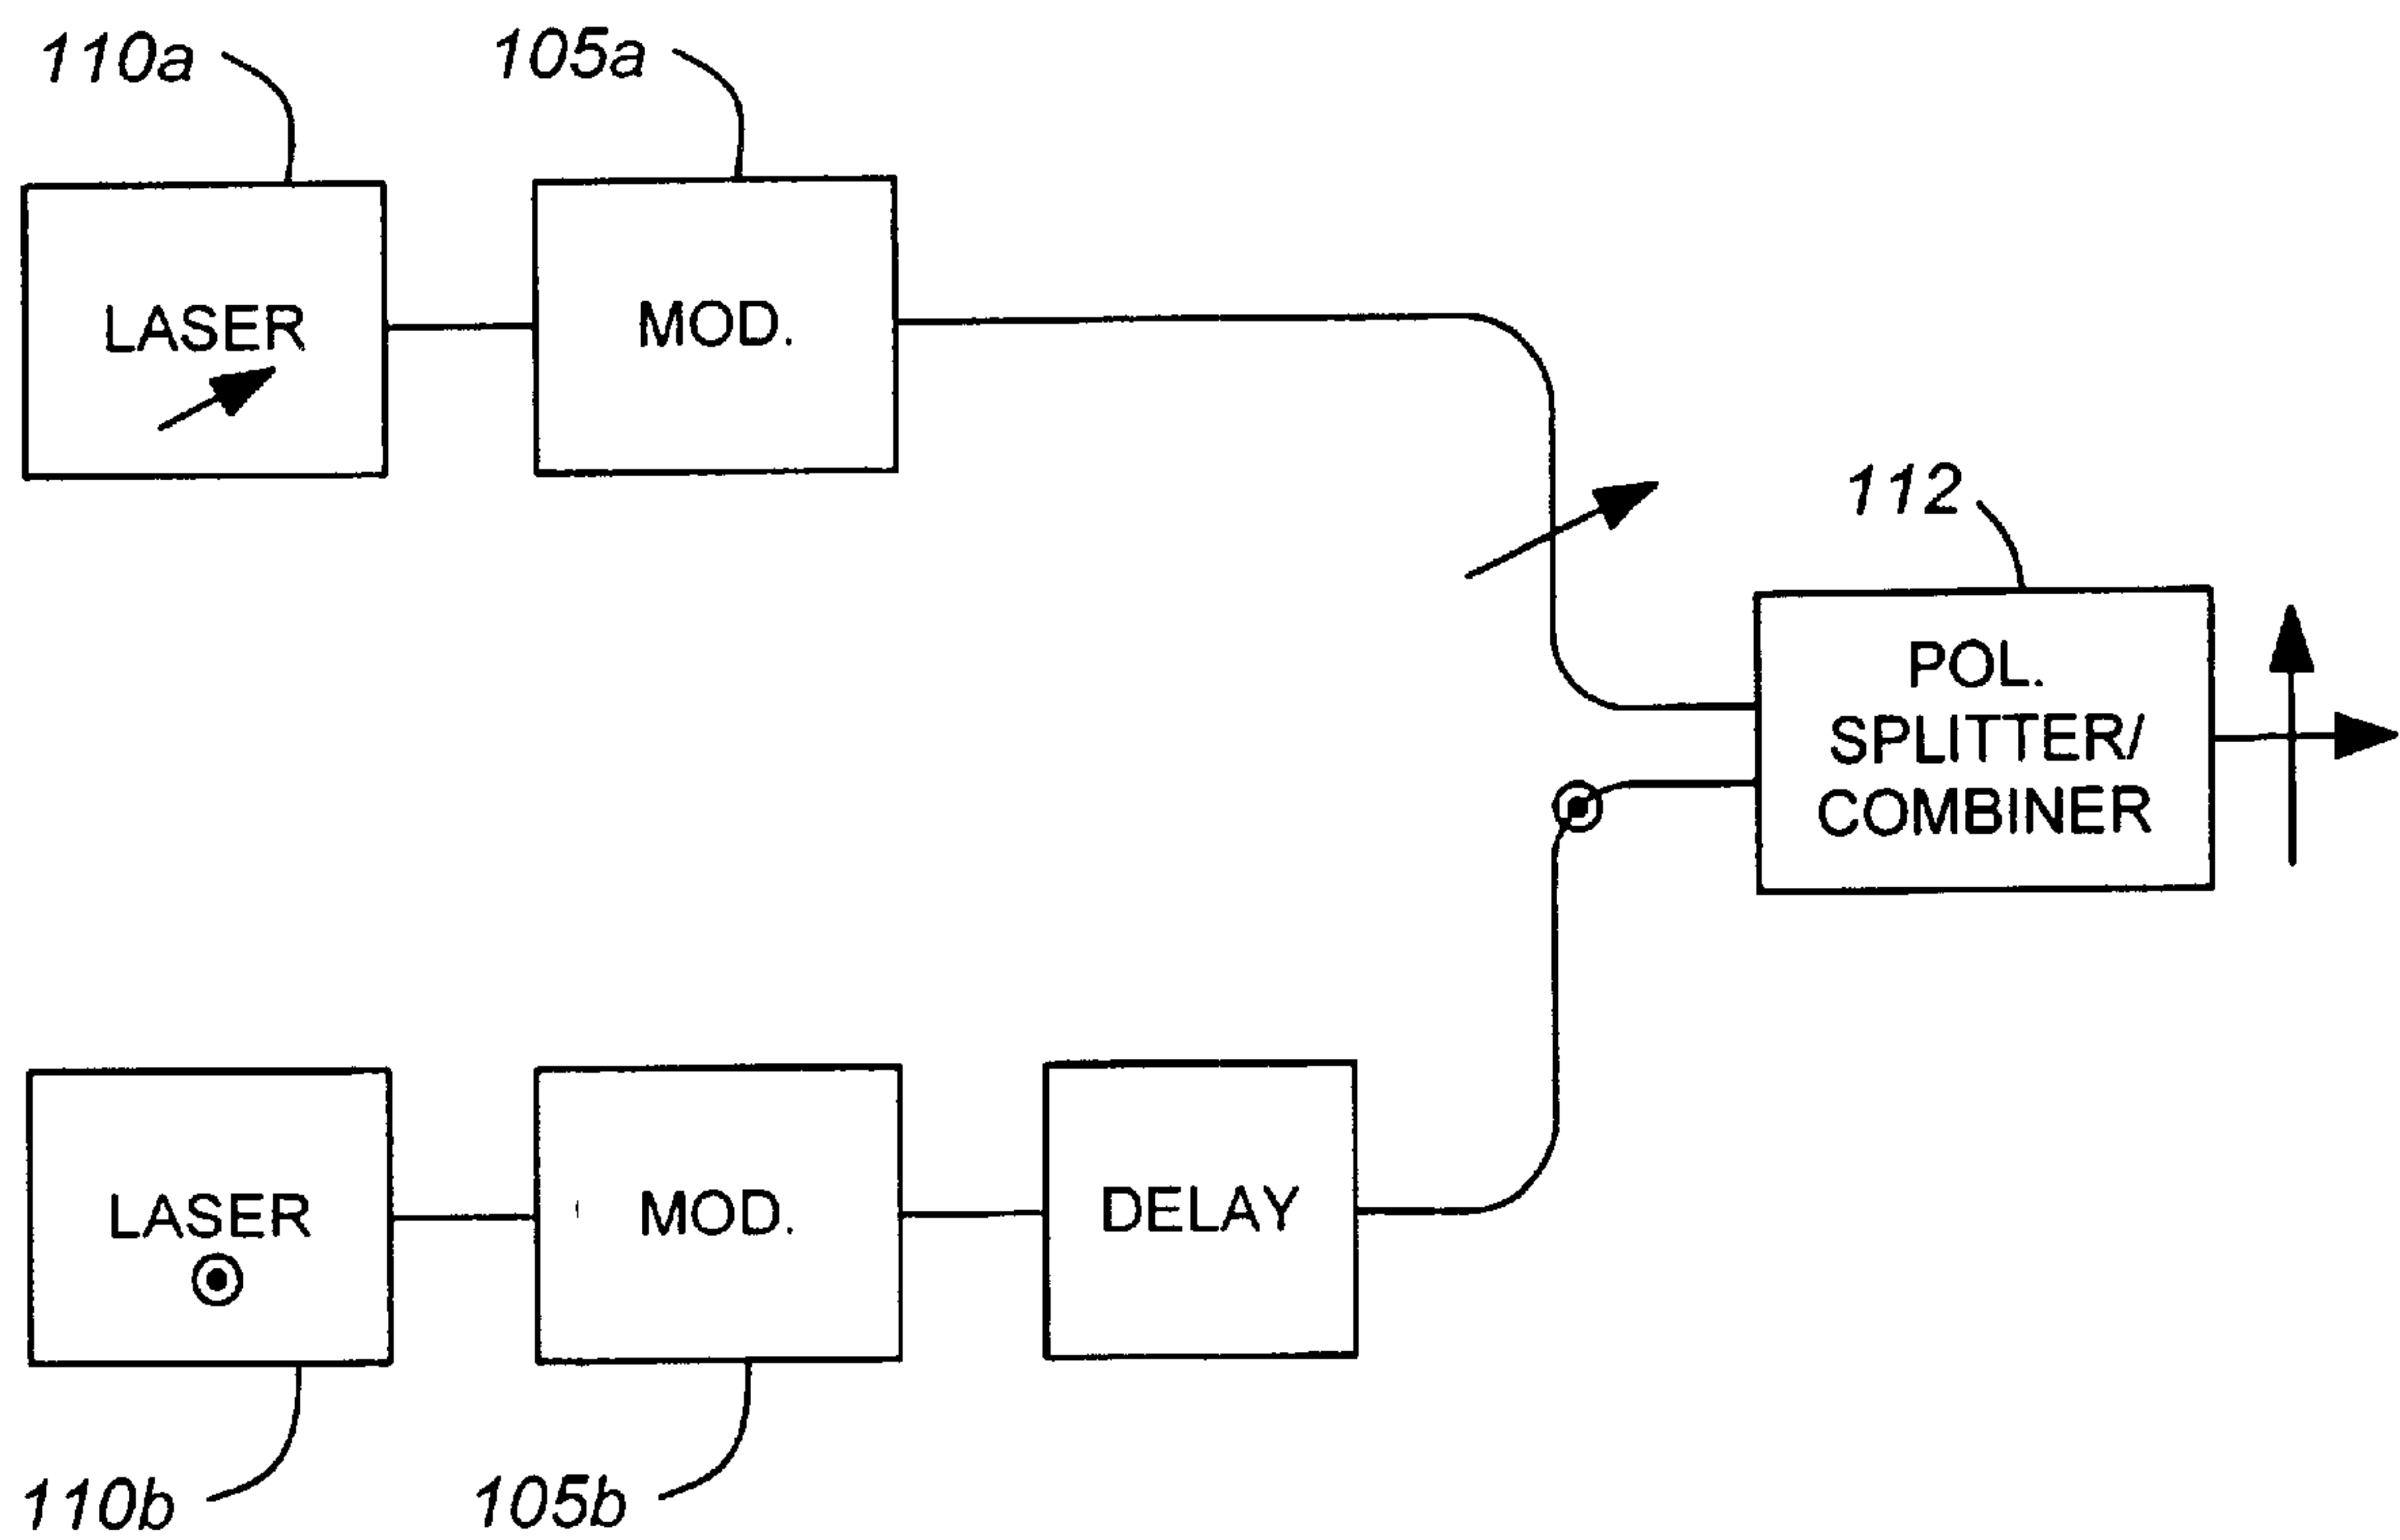 110a
105a
LASER
MOD.
112
POL.
SPLITTER/
COMBINER
LASER
MOD.
DELAY
110b
105b